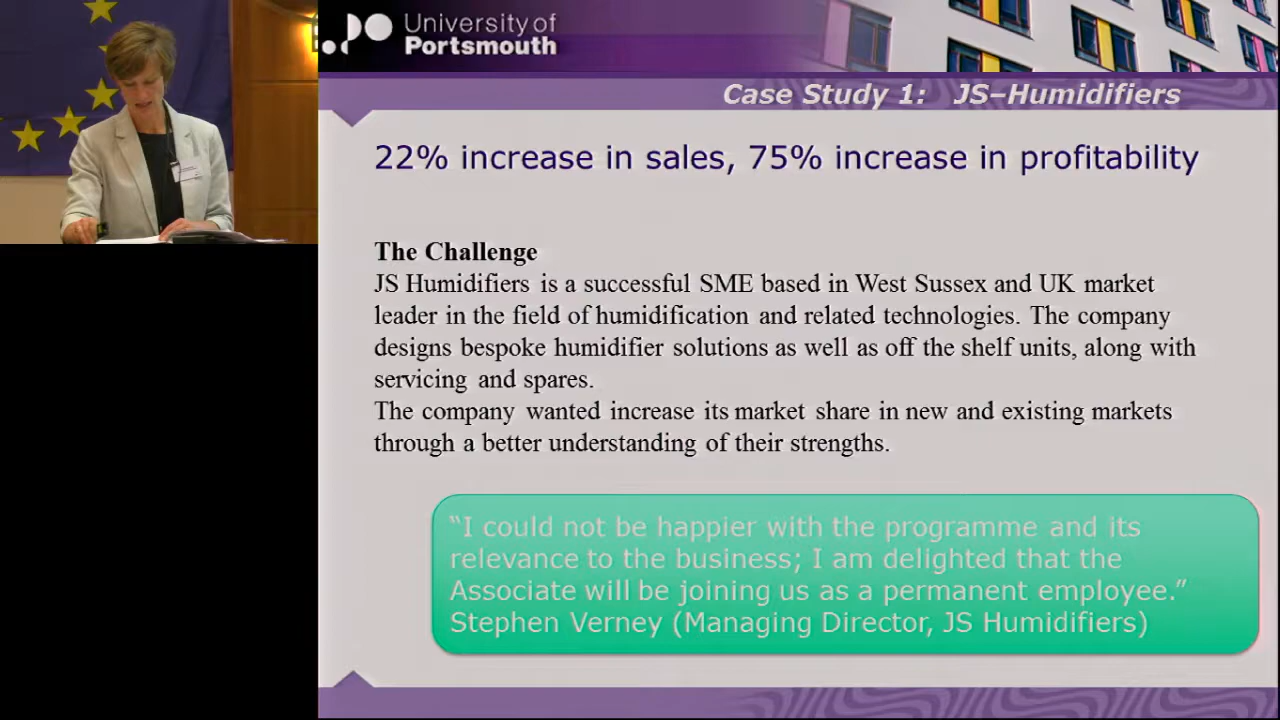 University of
Portsmouth
Case Study 1: JS–Humidifiers
22% increase in sales, 75% increase in profitability
The Challenge
JS Humidifiers is a successful SME based in West Sussex and UK market
leader in the field of humidification and related technologies. The company
designs bespoke humidifier solutions as well as off the shelf units, along with
servicing and spares.
The company wanted increase its market share in new and existing markets
through a better understanding of their strengths.
“I could not be happier with the programme and its
relevance to the business; I am delighted that the
Associate will be joining us as a permanent employee.”
Stephen Verney (Managing Director, JS Humidifiers)